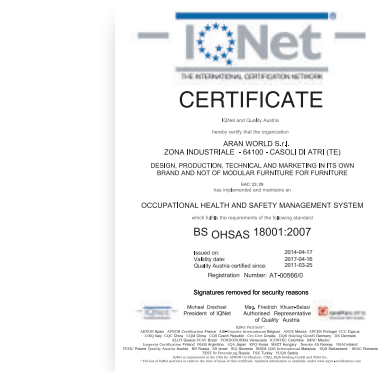 IQNet
THE INTERNATIONAL CERTIFICATION NETWORK
CERTIFICATE
IQNet and Quality Austria
hereby certify that the organization
ARAN WORLD S.r.l.
ZONA INDUSTRIALE - 64100 - CASOLI DI ATRI (TE)
DESIGN, PRODUCTION, TECHNICAL AND MARKETING IN ITS OWN
BRAND AND NOT OF MODULAR FURNITURE FOR FURNITURE
EAC: 23; 29
has implemented and maintains an
OCCUPATIONAL HEALTH AND SAFETY MANAGEMENT SYSTEM
which fulfills the requirements of the following standard
BS OHSAS 18001:2007
Issued on: 2014-04-17
Validity date: 2017-04-16
Quality Austria certified since: 2011-03-25
Registration Number: AT-00566/0
Signatures removed for security reasons
Michael Drechsel
President of IQNet
Mag. Friedrich Khuen-Belasi
Authorised Representative
of Quality Austria
IQNet Partners*: